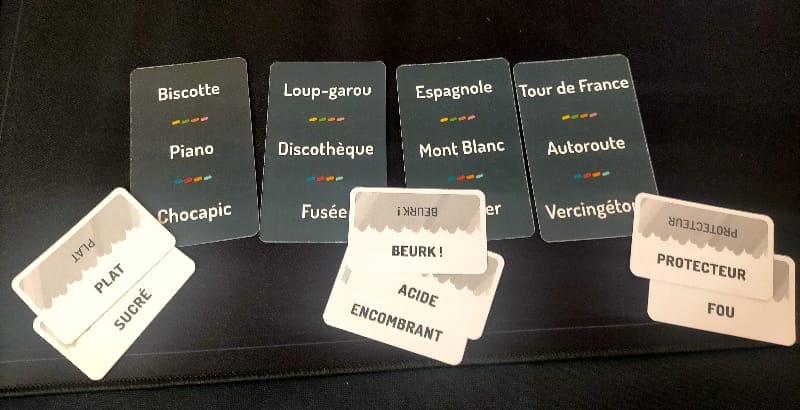 Biscotte
Piano
Chocapic
Loup-garou
Discothèque
Fusée
Espagnole
Mont Blanc
er
Tour de France
Autoroute
Vercingéto
PLAT
PLAT
SUCRÉ
BEURK !
BEURK !
ACIDE
ENCOMBRANT
PROTECTEUR
PROTECTEUR
FOU